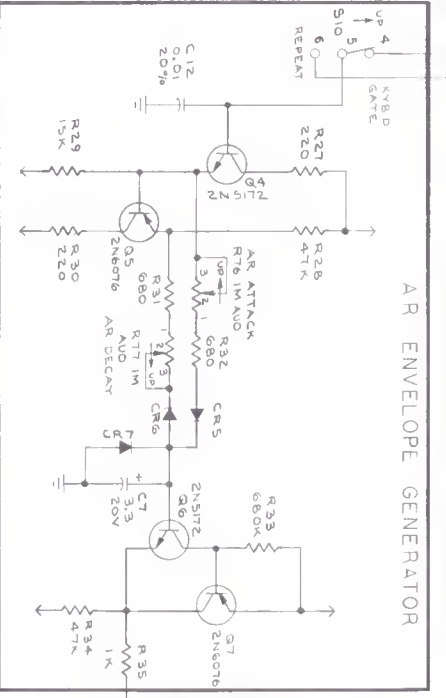 AR ENVELOPE GENERATOR
S10
UP
4
5
6
REPEAT
KYBD
GATE
C12
0.01
20%
R27
220
Q4
2N5172
R29
15K
R28
47K
Q5
2N6076
R30
220
AR ATTACK
R76 1M AUD
UP
3
2
1
R32
680
R31
680
1
2
3
UP
R77 1M
AUD
AR DECAY
CR5
CR6
CR7
+
C7
3.3
20V
Q6
2N5172
R33
680K
Q7
2N6076
R34
47K
R35
1K